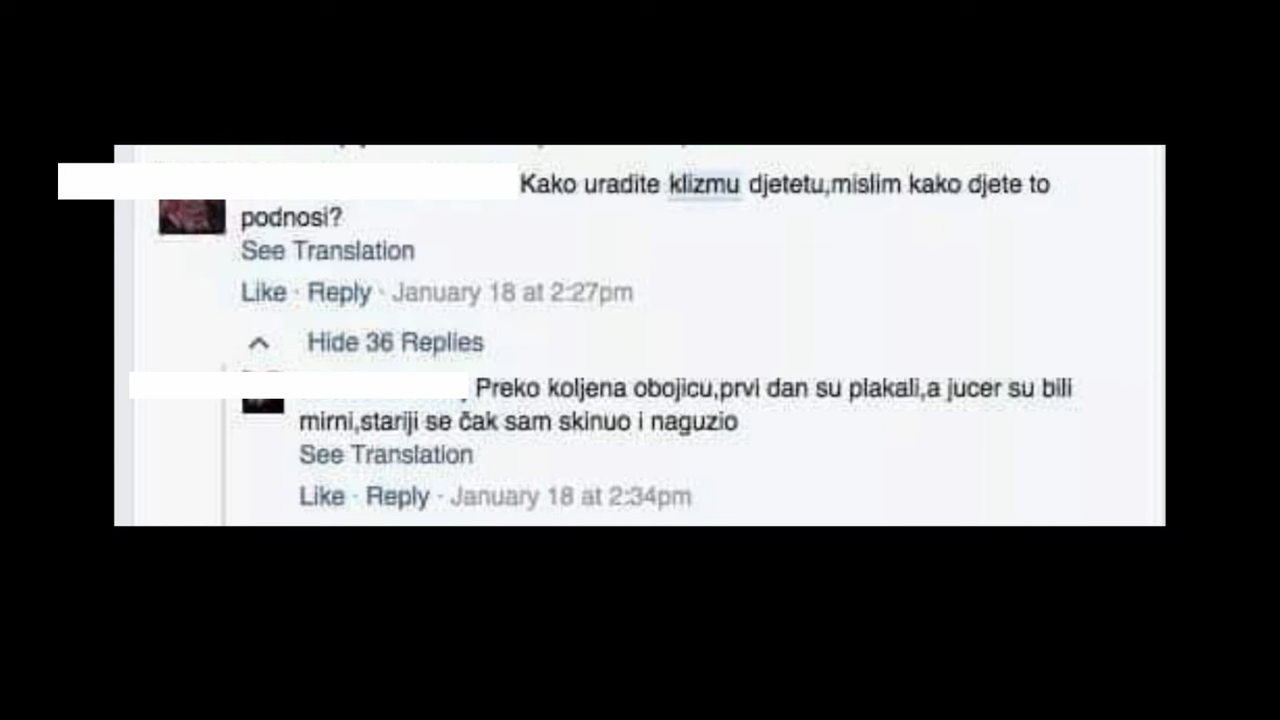 Kako uradite klizmu djetetu,mislim kako djete to
podnosi?
See Translation
Like · Reply · January 18 at 2:27pm
Hide 36 Replies
Preko koljena obojicu,prvi dan su plakali,a jucer su bili
mirni,stariji se čak sam skinuo i naguzio
See Translation
Like · Reply · January 18 at 2:34pm